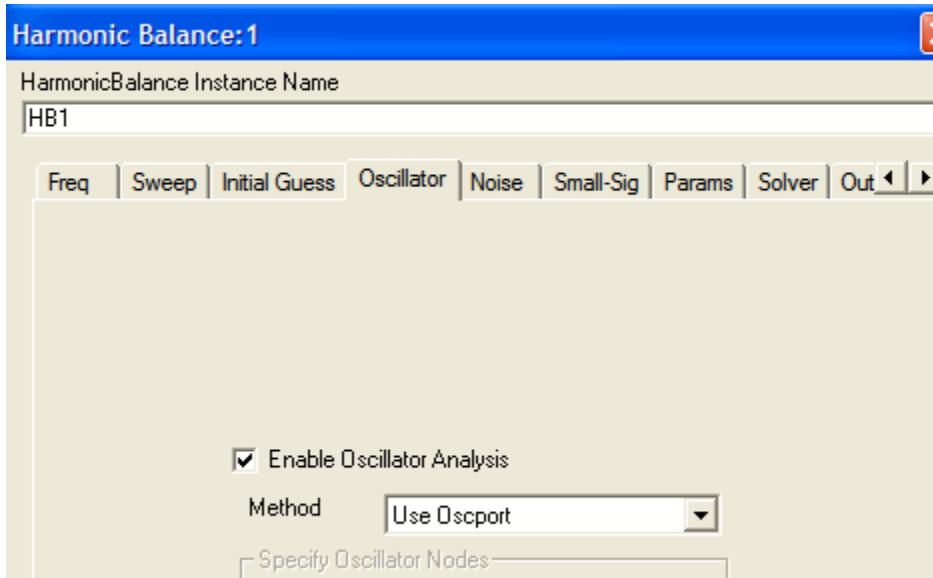 Harmonic Balance:1
HarmonicBalance Instance Name
HB1
Freq Sweep Initial Guess Oscillator Noise Small-Sig Params Solver Out
Enable Oscillator Analysis
Method Use Oscport
Specify Oscillator Nodes